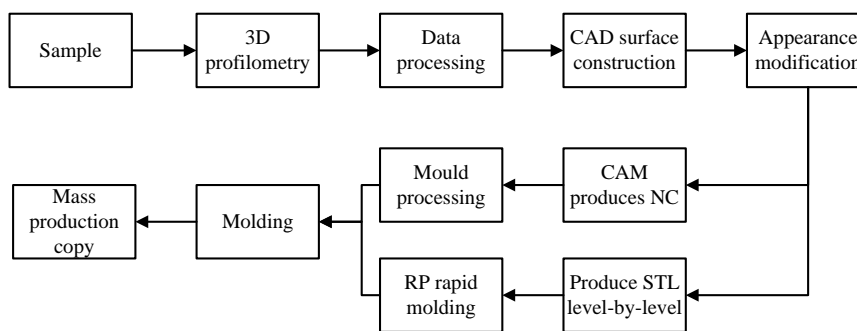 Sample
3D
profilometry
Data
processing
CAD surface
construction
Appearance
modification
Mould
processing
CAM
produces NC
Mass
production
copy
Molding
RP rapid
molding
Produce STL
level-by-level